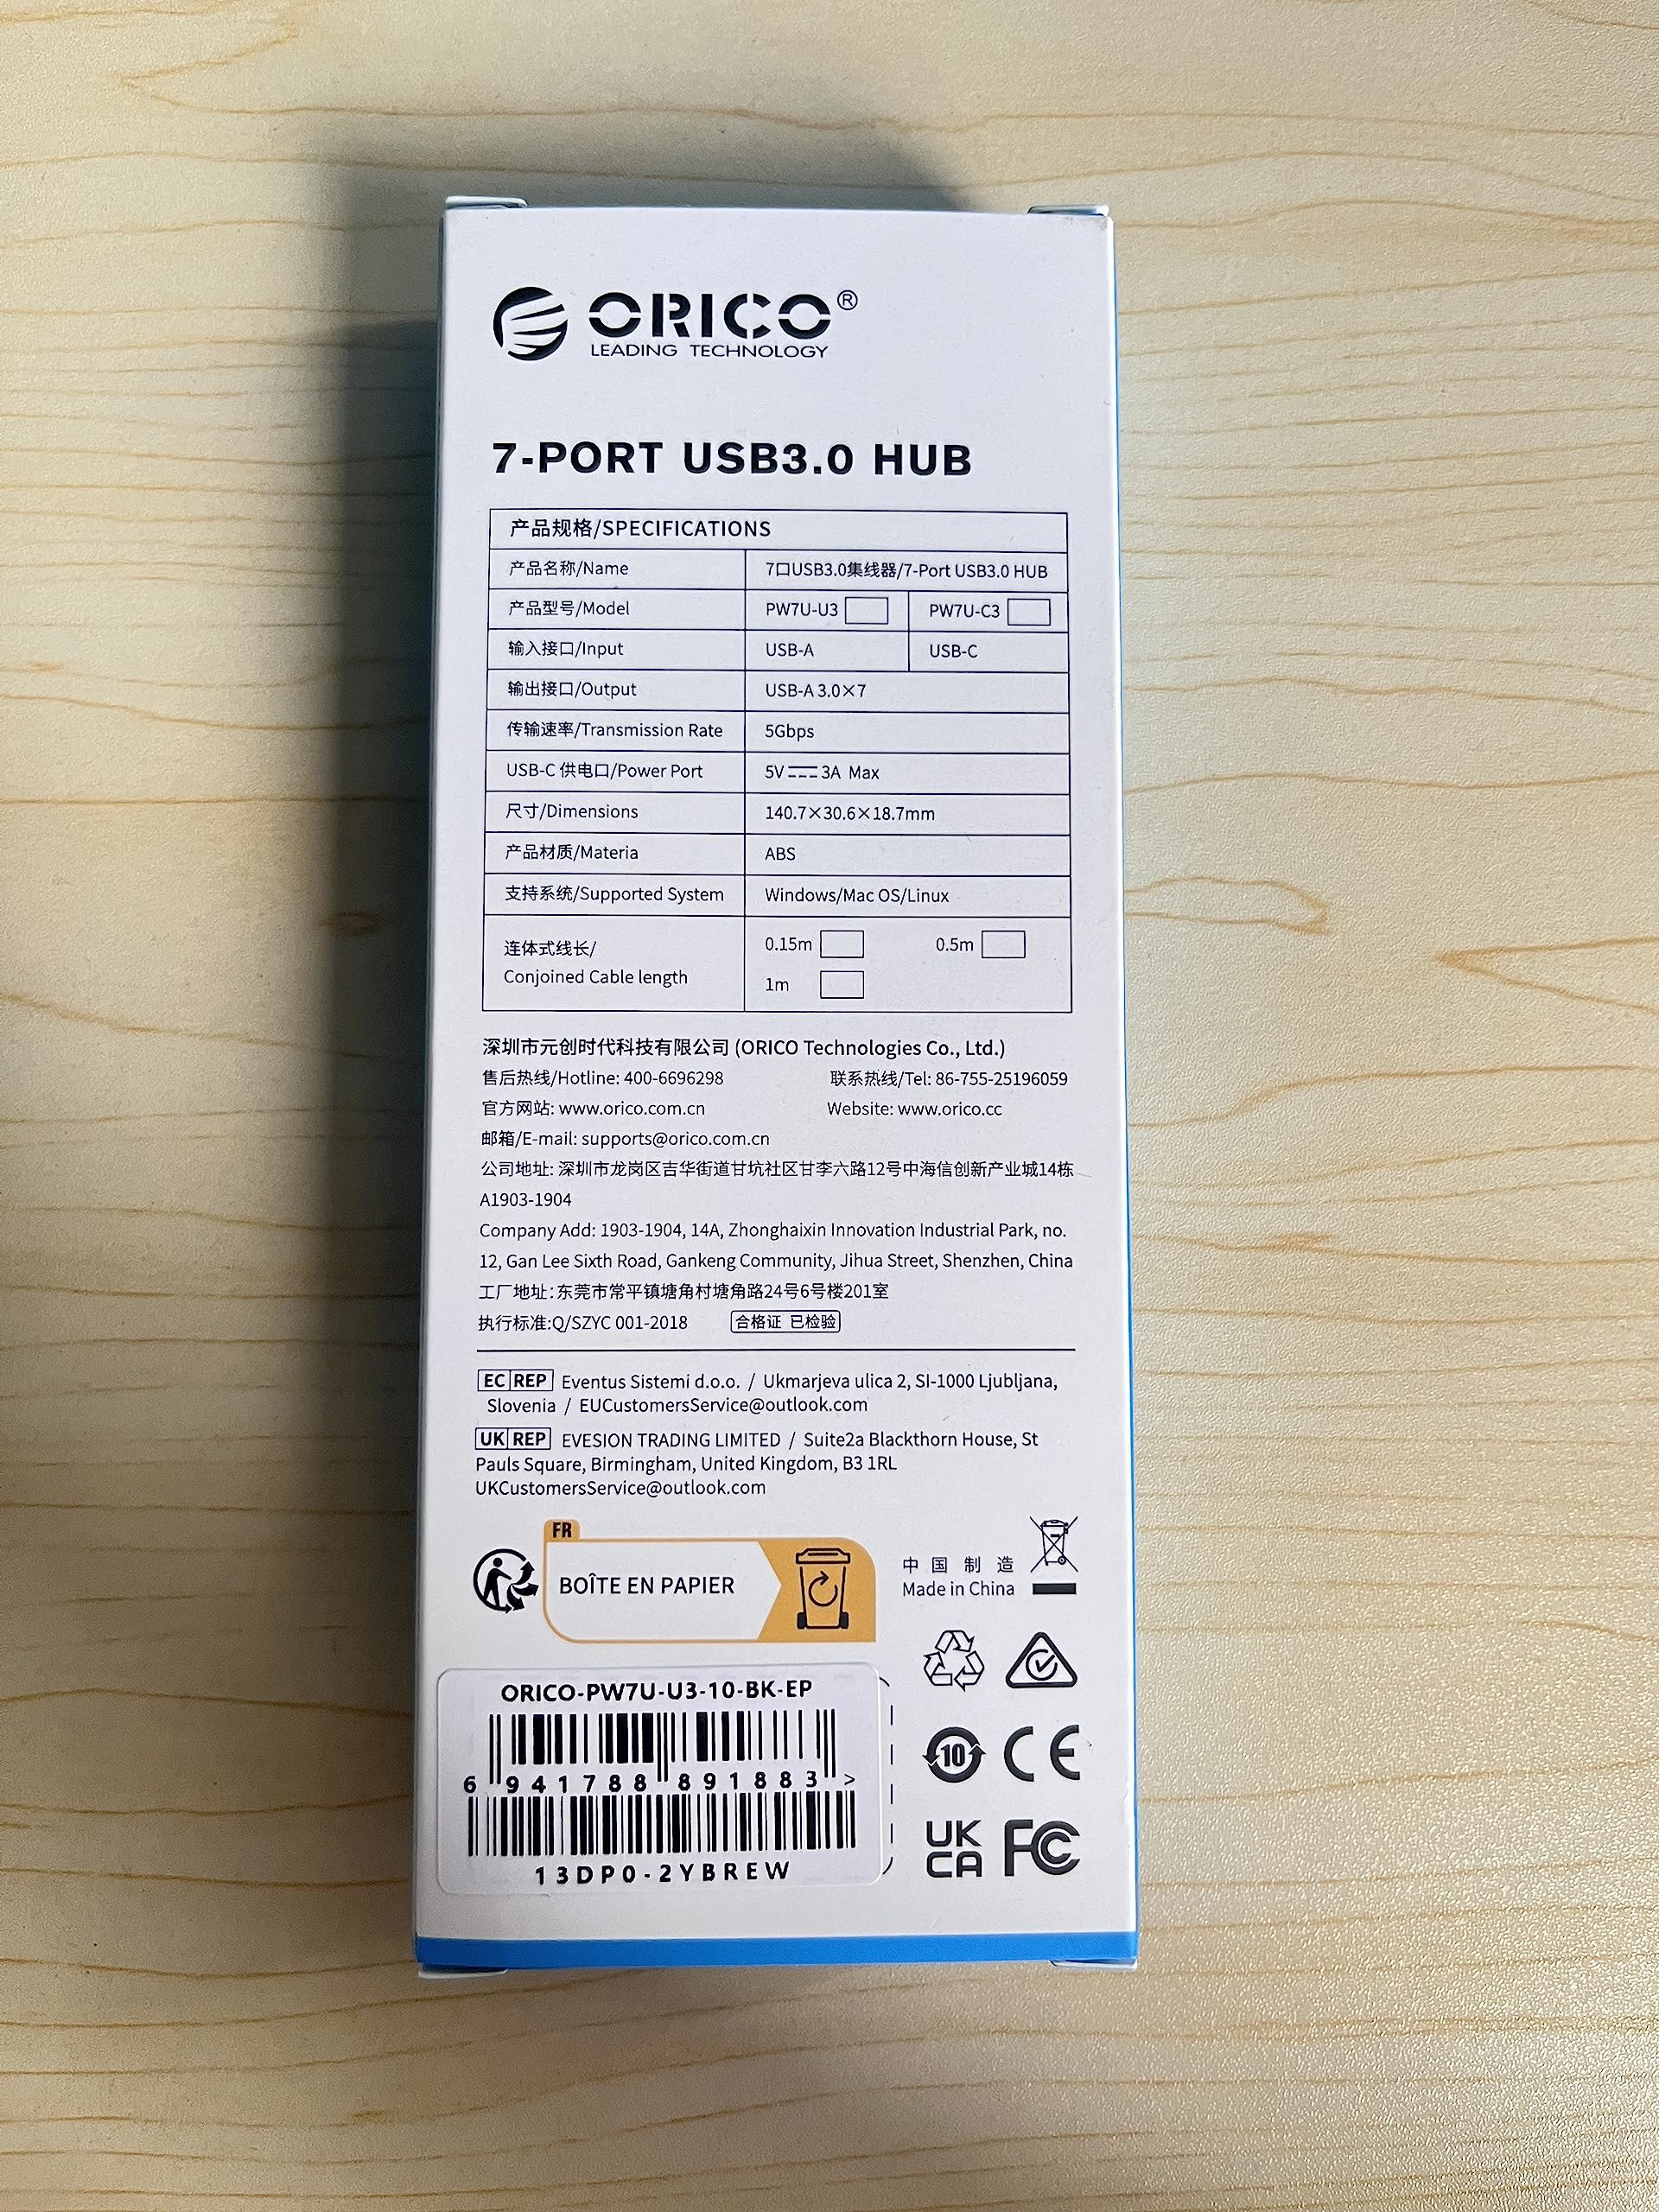 ORICO®
LEADING TECHNOLOGY
7-PORT USB3.0 HUB
产品规格/SPECIFICATIONS
产品名称/Name 7口USB3.0集线器/7-Port USB3.0 HUB
产品型号/Model PW7U-U3 PW7U-C3
输入接口/Input USB-A USB-C
输出接口/Output USB-A 3.0×7
传输速率/Transmission Rate 5Gbps
USB-C 供电口/Power Port 5V⎓3A Max
尺寸/Dimensions 140.7×30.6×18.7mm
产品材质/Materia ABS
支持系统/Supported System Windows/Mac OS/Linux
连体式线长/
Conjoined Cable length
0.15m 0.5m
1m
深圳市元创时代科技有限公司 (ORICO Technologies Co., Ltd.)
售后热线/Hotline: 400-6696298 联系热线/Tel: 86-755-25196059
官方网站: www.orico.com.cn Website: www.orico.cc
邮箱/E-mail: supports@orico.com.cn
公司地址: 深圳市龙岗区吉华街道甘坑社区甘李六路12号中海信创新产业城14栋
A1903-1904
Company Add: 1903-1904, 14A, Zhonghaixin Innovation Industrial Park, no.
12, Gan Lee Sixth Road, Gankeng Community, Jihua Street, Shenzhen, China
工厂地址:东莞市常平镇塘角村塘角路24号6号楼201室
执行标准:Q/SZYC 001-2018 合格证 已检验
EC REP Eventus Sistemi d.o.o. / Ukmarjeva ulica 2, SI-1000 Ljubljana,
Slovenia / EUCustomersService@outlook.com
UK REP EVESION TRADING LIMITED / Suite2a Blackthorn House, St
Pauls Square, Birmingham, United Kingdom, B3 1RL
UKCustomersService@outlook.com
FR
BOÎTE EN PAPIER
中国制造
Made in China
ORICO-PW7U-U3-10-BK-EP
6 941788 891883 >
13DP0-2YBREW
10
CE
UK
CA
FC